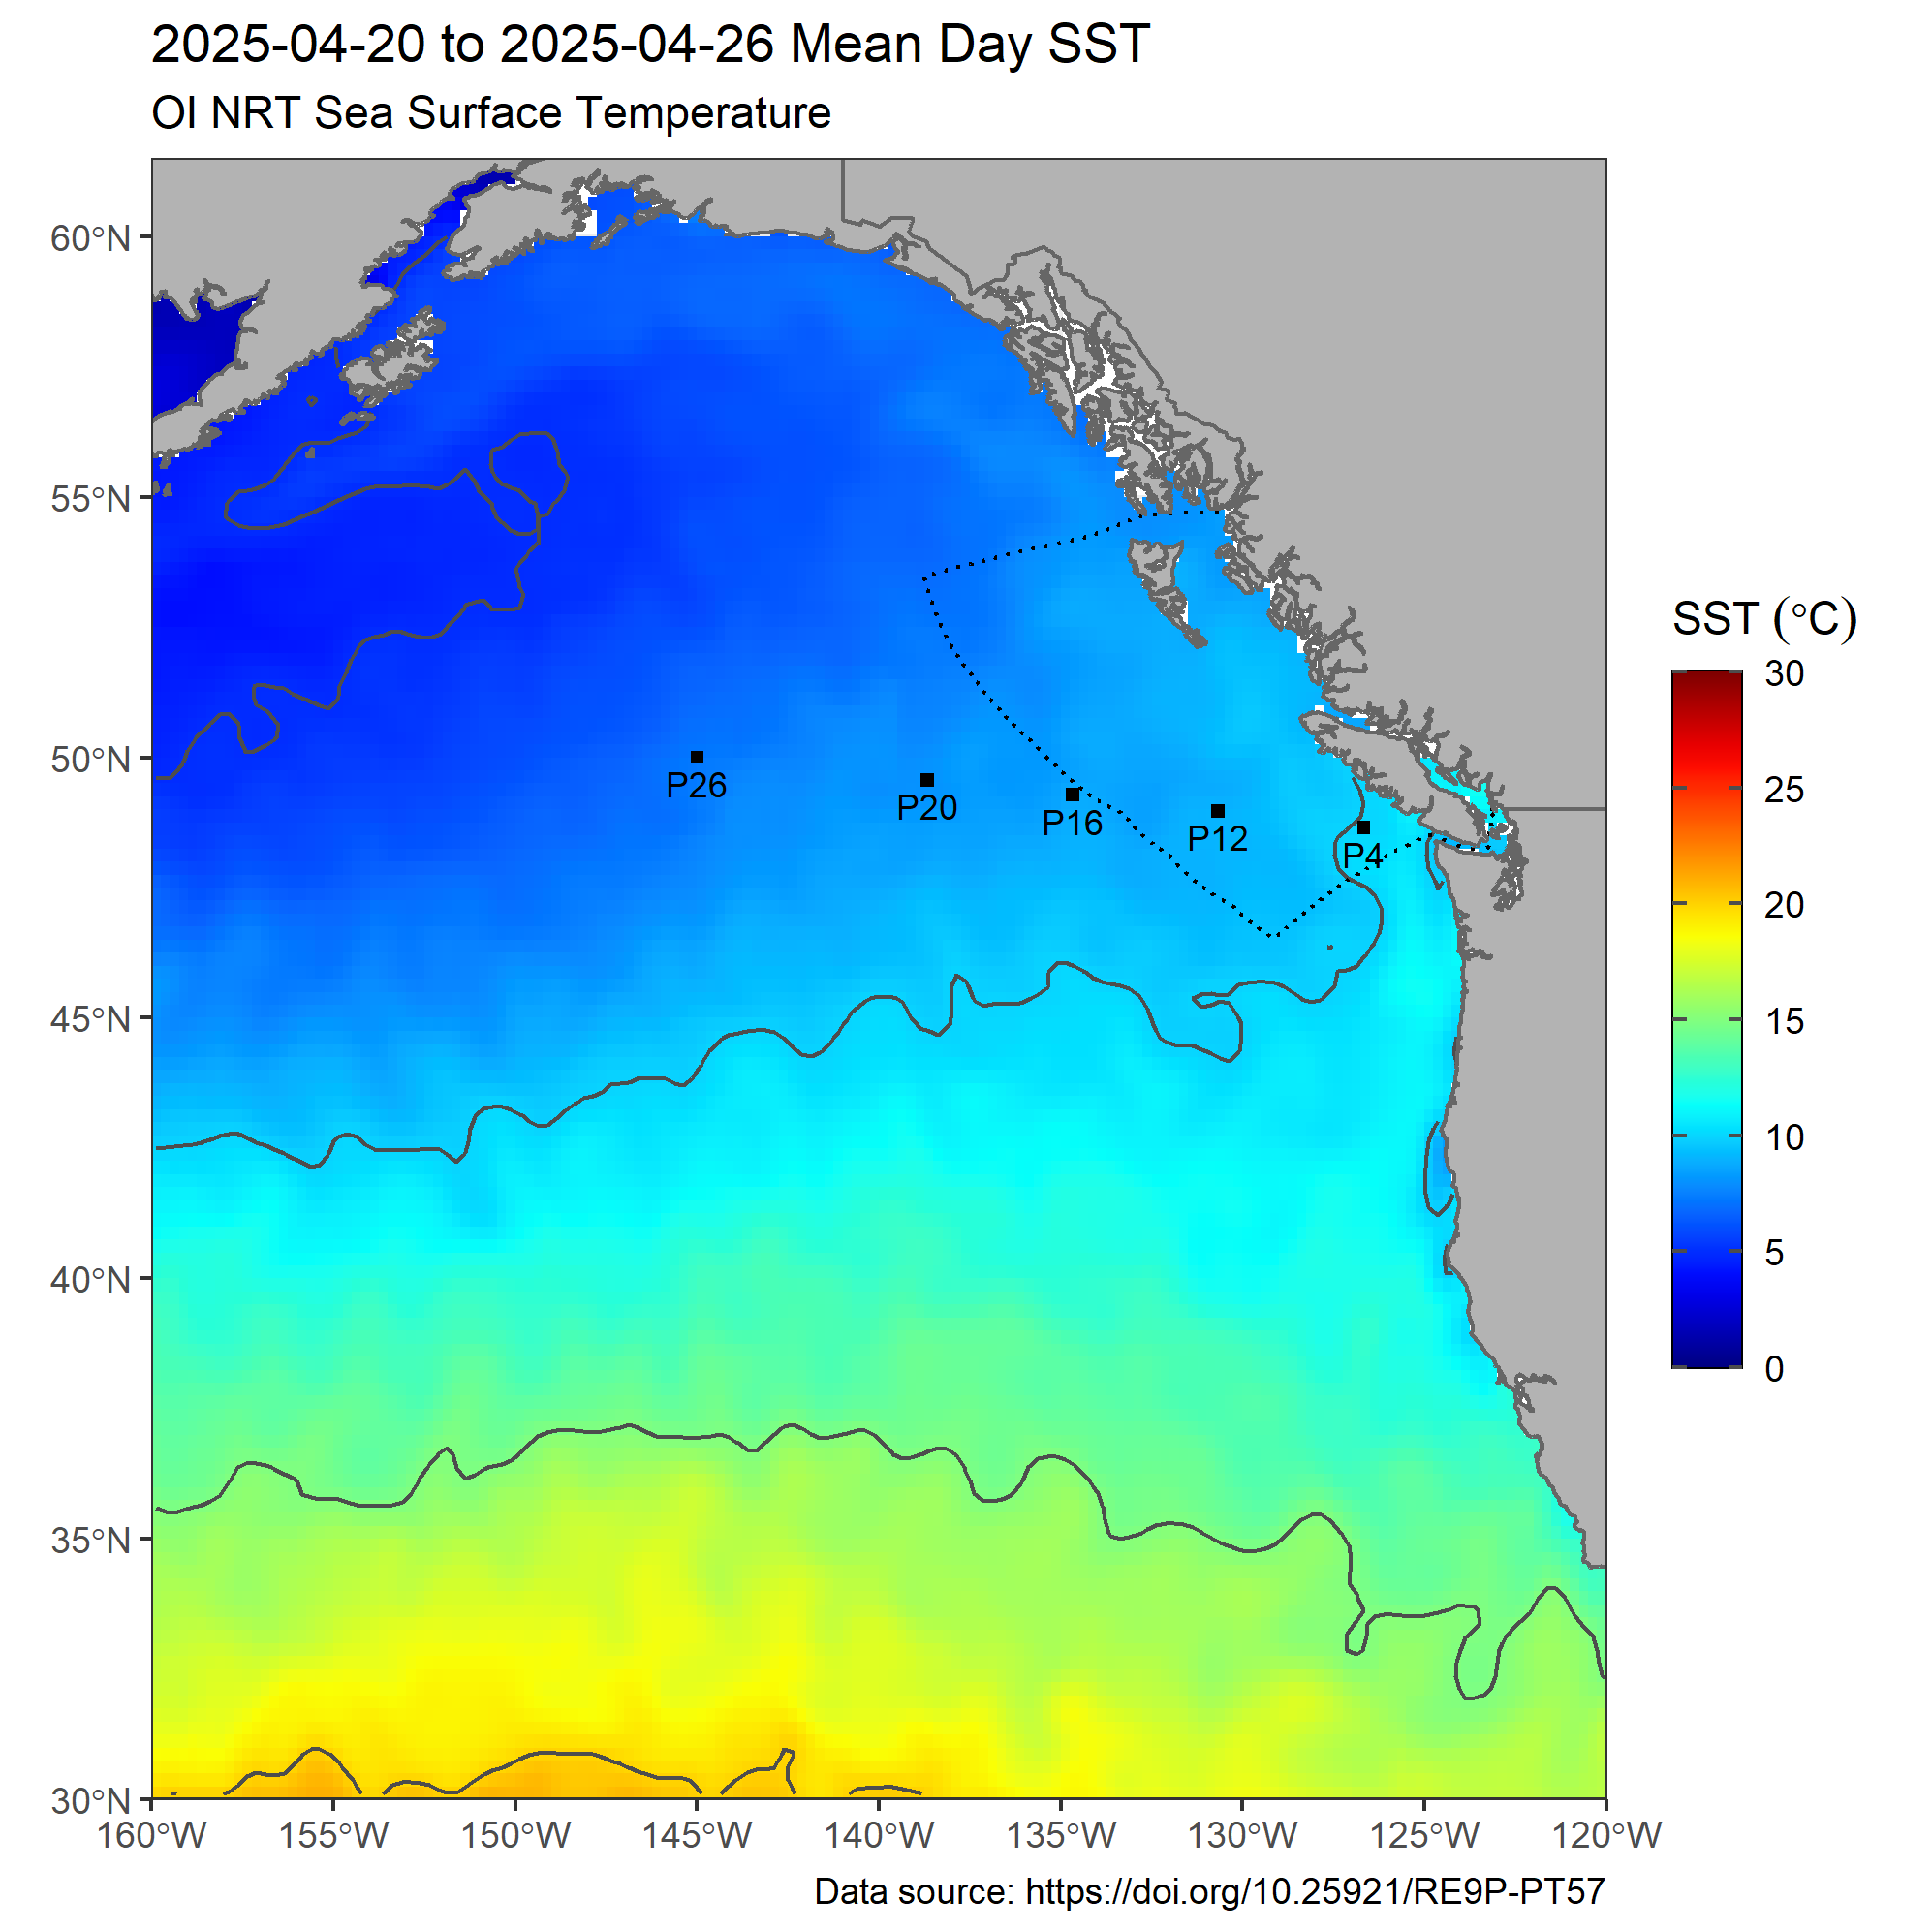 2025-04-20 to 2025-04-26 Mean Day SST
OI NRT Sea Surface Temperature
60°N
55°N
50°N
45°N
40°N
35°N
30°N
P26
P20
P16
P12
P4
160°W 155°W 150°W 145°W 140°W 135°W 130°W 125°W 120°W
SST (°C)
30
25
20
15
10
5
0
Data source: https://doi.org/10.25921/RE9P-PT57